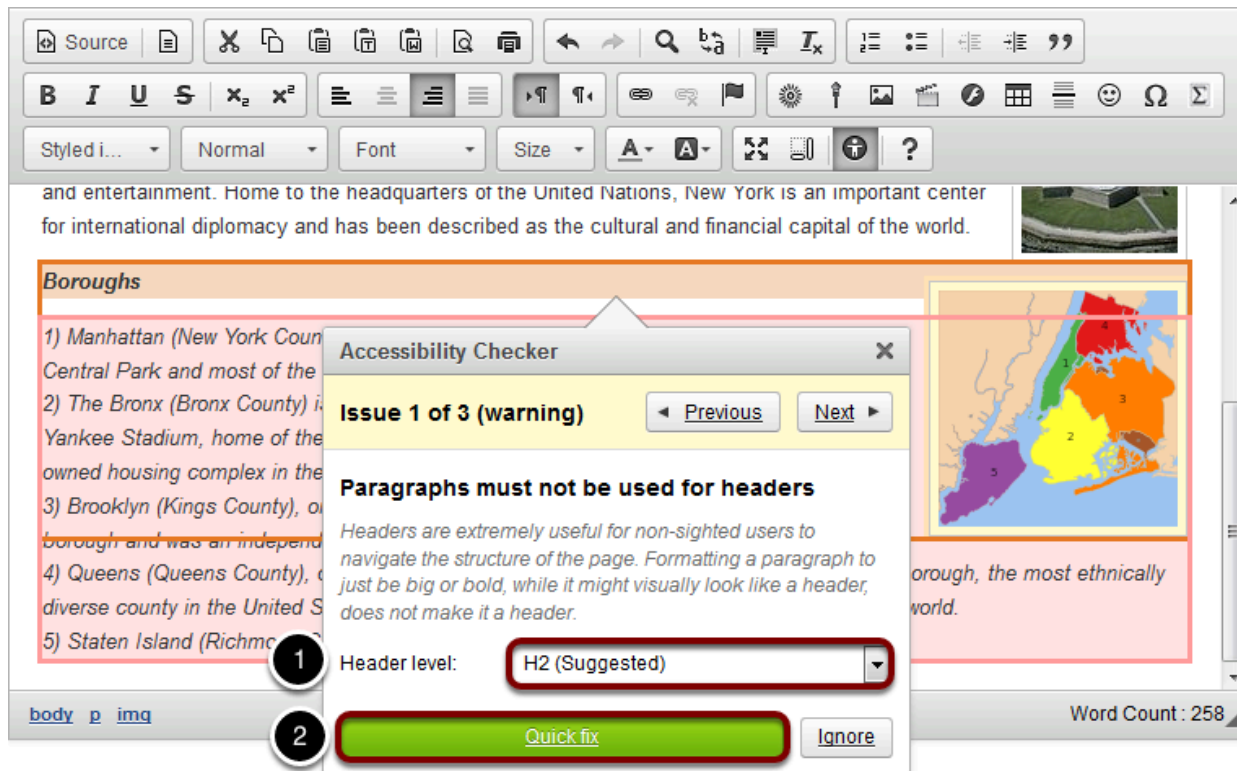 Source
B I U S x₂ x²
Styled i... Normal Font Size A A ?
and entertainment. Home to the headquarters of the United Nations, New York is an important center
for international diplomacy and has been described as the cultural and financial capital of the world.
Boroughs
1) Manhattan (New York Coun
Central Park and most of the
2) The Bronx (Bronx County) i
Yankee Stadium, home of the
owned housing complex in the
3) Brooklyn (Kings County), o
borough and was an independ
4) Queens (Queens County), orough, the most ethnically
diverse county in the United S world.
5) Staten Island (Richmo
4
1
3
2
5
Accessibility Checker
Issue 1 of 3 (warning) Previous Next
Paragraphs must not be used for headers
Headers are extremely useful for non-sighted users to
navigate the structure of the page. Formatting a paragraph to
just be big or bold, while it might visually look like a header,
does not make it a header.
1 Header level: H2 (Suggested)
2 Quick fix Ignore
body p img Word Count : 258